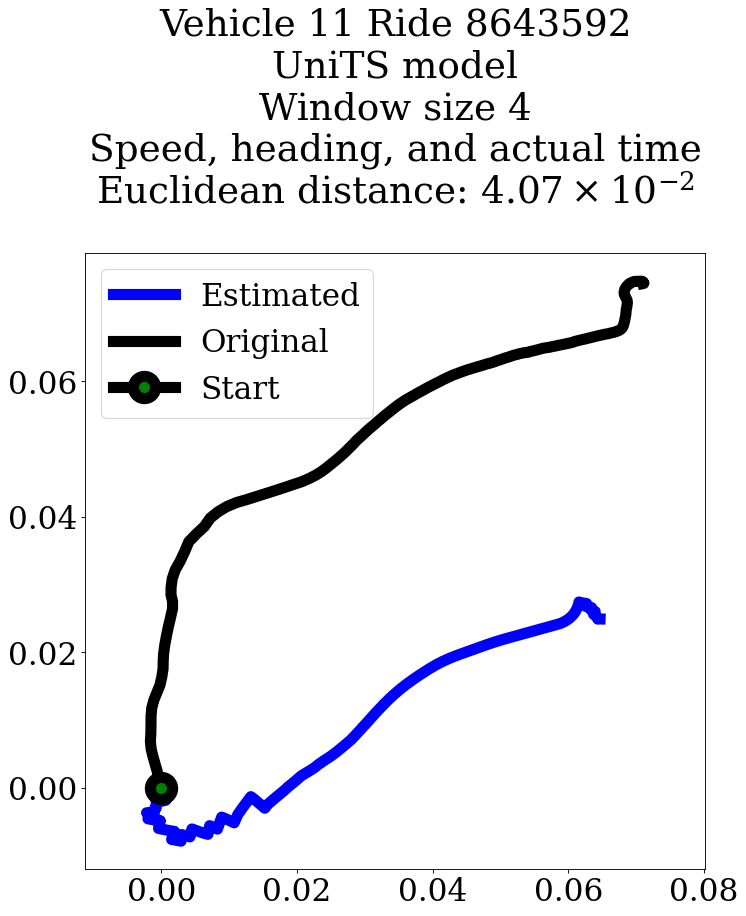 Vehicle 11 Ride 8643592
UniTS model
Window size 4
Speed, heading, and actual time
Euclidean distance: 4.07 × 10⁻²
Estimated
Original
Start
0.06
0.04
0.02
0.00
0.00 0.02 0.04 0.06 0.08